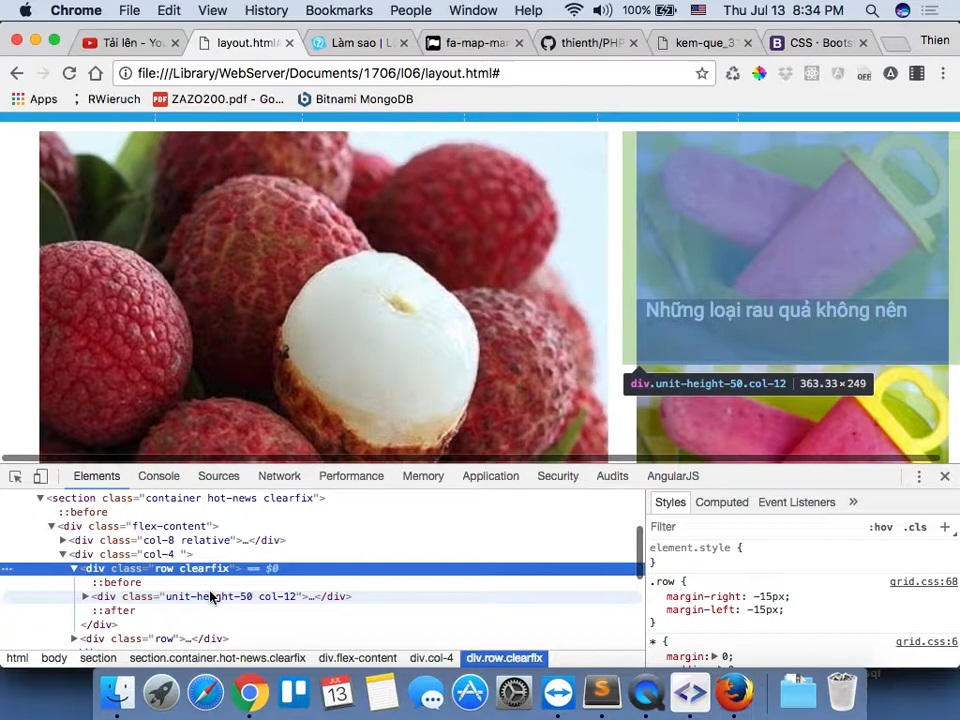 Chrome File Edit View History Bookmarks People Window Help 100% Thu Jul 13 8:34 PM
Tải lên - You layout.html# Làm sao | L fa-map-mar thienth/PHP kem-que_37 CSS · Boots Thien
file:///Library/WebServer/Documents/1706/l06/layout.html# OFF
Apps RWieruch PDF ZAZO200.pdf - Go... Bitnami MongoDB
Những loại rau quả không nên
div.unit-height-50.col-12 363.33 × 249
Elements Console Sources Network Performance Memory Application Security Audits AngularJS
<section class="container hot-news clearfix">
::before
<div class="flex-content">
<div class="col-8 relative">…</div>
<div class="col-4 ">
… <div class="row clearfix"> == $0
::before
<div class="unit-height-50 col-12">…</div>
::after
</div>
<div class="row">…</div>
html body section section.container.hot-news.clearfix div.flex-content div.col-4 div.row.clearfix
Styles Computed Event Listeners »
Filter :hov .cls +
element.style {
}
.row { grid.css:68
margin-right: -15px;
margin-left: -15px;
}
* { grid.css:6
margin: 0;
13